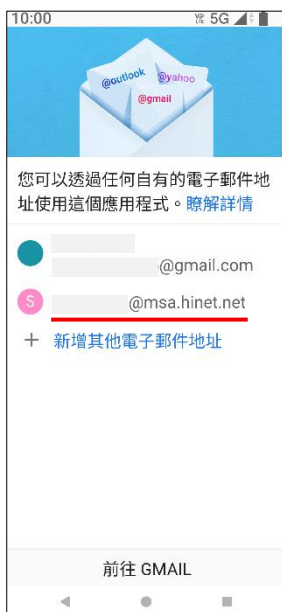 10:00 5G
@outlook @yahoo
@gmail
您可以透過任何自有的電子郵件地
址使用這個應用程式。瞭解詳情
@gmail.com
S @msa.hinet.net
+ 新增其他電子郵件地址
前往 GMAIL